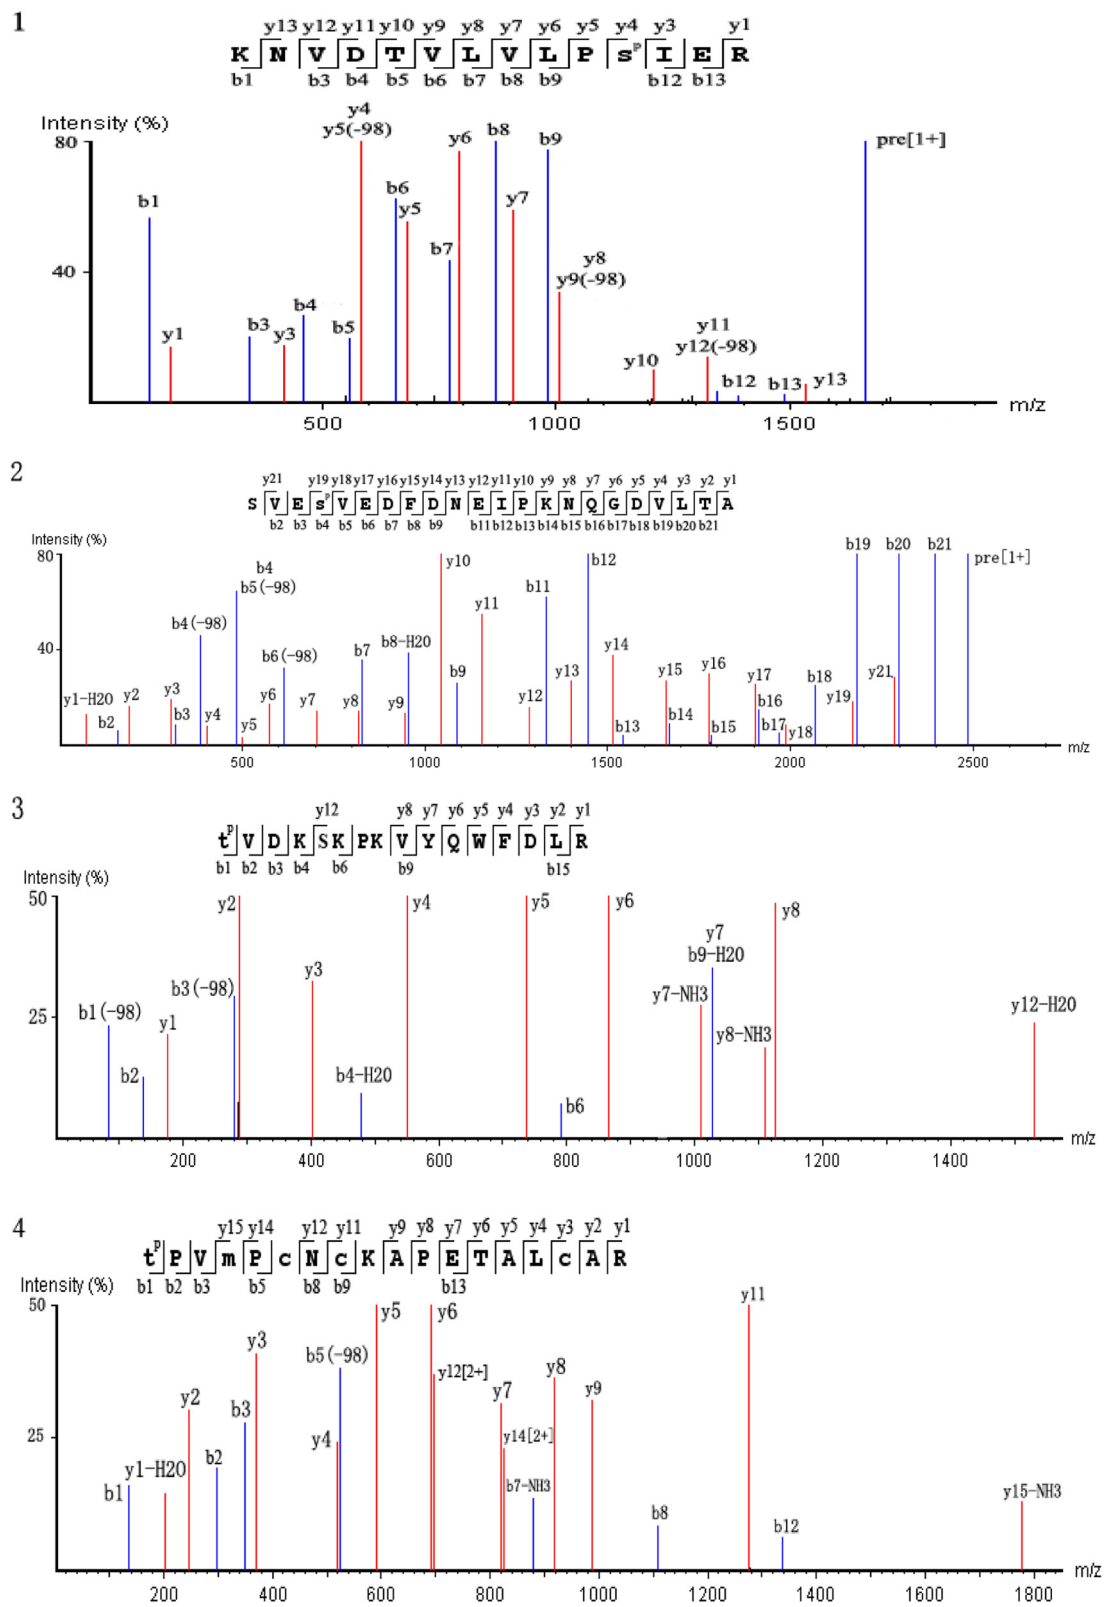 1
y13 y12 y11 y10 y9 y8 y7 y6 y5 y4 y3 y1
K N V D T V L V L P sᵖ I E R
b1 b3 b4 b5 b6 b7 b8 b9 b12 b13
Intensity (%)
y4
y5(-98)
80
b1
y1
b3
y3
b4
b5
b6
y5
b7
y6
b8
y7
b9
y8
y9(-98)
y10
y11
y12(-98)
b12
b13
y13
pre[1+]
40
500 1000 1500
m/z
2
y21 y19 y18 y17 y16 y15 y14 y13 y12 y11 y10 y9 y8 y7 y6 y5 y4 y3 y2 y1
S V E sᵖ V E D F D N E I P K N Q G D V L T A
b2 b3 b4 b5 b6 b7 b8 b9 b11 b12 b13 b14 b15 b16 b17 b18 b19 b20 b21
Intensity (%)
80
40
y1-H20
b2
y2
y3
b3
b4(-98)
y4
b4
b5(-98)
y5
y6
b6(-98)
y7
y8
b7
y9
b8-H20
y10
b9
y11
y12
b11
y13
b12
y14
b13
y15
b14
y16
b15
y17
b16
b17
y18
b18
y19
b19
y21
b20
b21
pre[1+]
500 1000 1500 2000 2500
m/z
3
y12 y8 y7 y6 y5 y4 y3 y2 y1
tᵖ V D K S K P K V Y Q W F D L R
b1 b2 b3 b4 b6 b9 b15
Intensity (%)
50
25
b1(-98)
b2
y1
b3(-98)
y2
y3
b4-H20
y4
y5
b6
y6
y7-NH3
y7
b9-H20
y8-NH3
y8
y12-H20
200 400 600 800 1000 1200 1400
m/z
4
y15 y14 y12 y11 y9 y8 y7 y6 y5 y4 y3 y2 y1
tᵖ P V m P c N c K A P E T A L c A R
b1 b2 b3 b5 b8 b9 b13
Intensity (%)
50
25
b1
y1-H20
y2
b2
b3
y3
y4
b5(-98)
y5
y6
y12[2+]
y7
y14[2+]
b7-NH3
y8
y9
b8
y11
b12
y15-NH3
200 400 600 800 1000 1200 1400 1600 1800
m/z